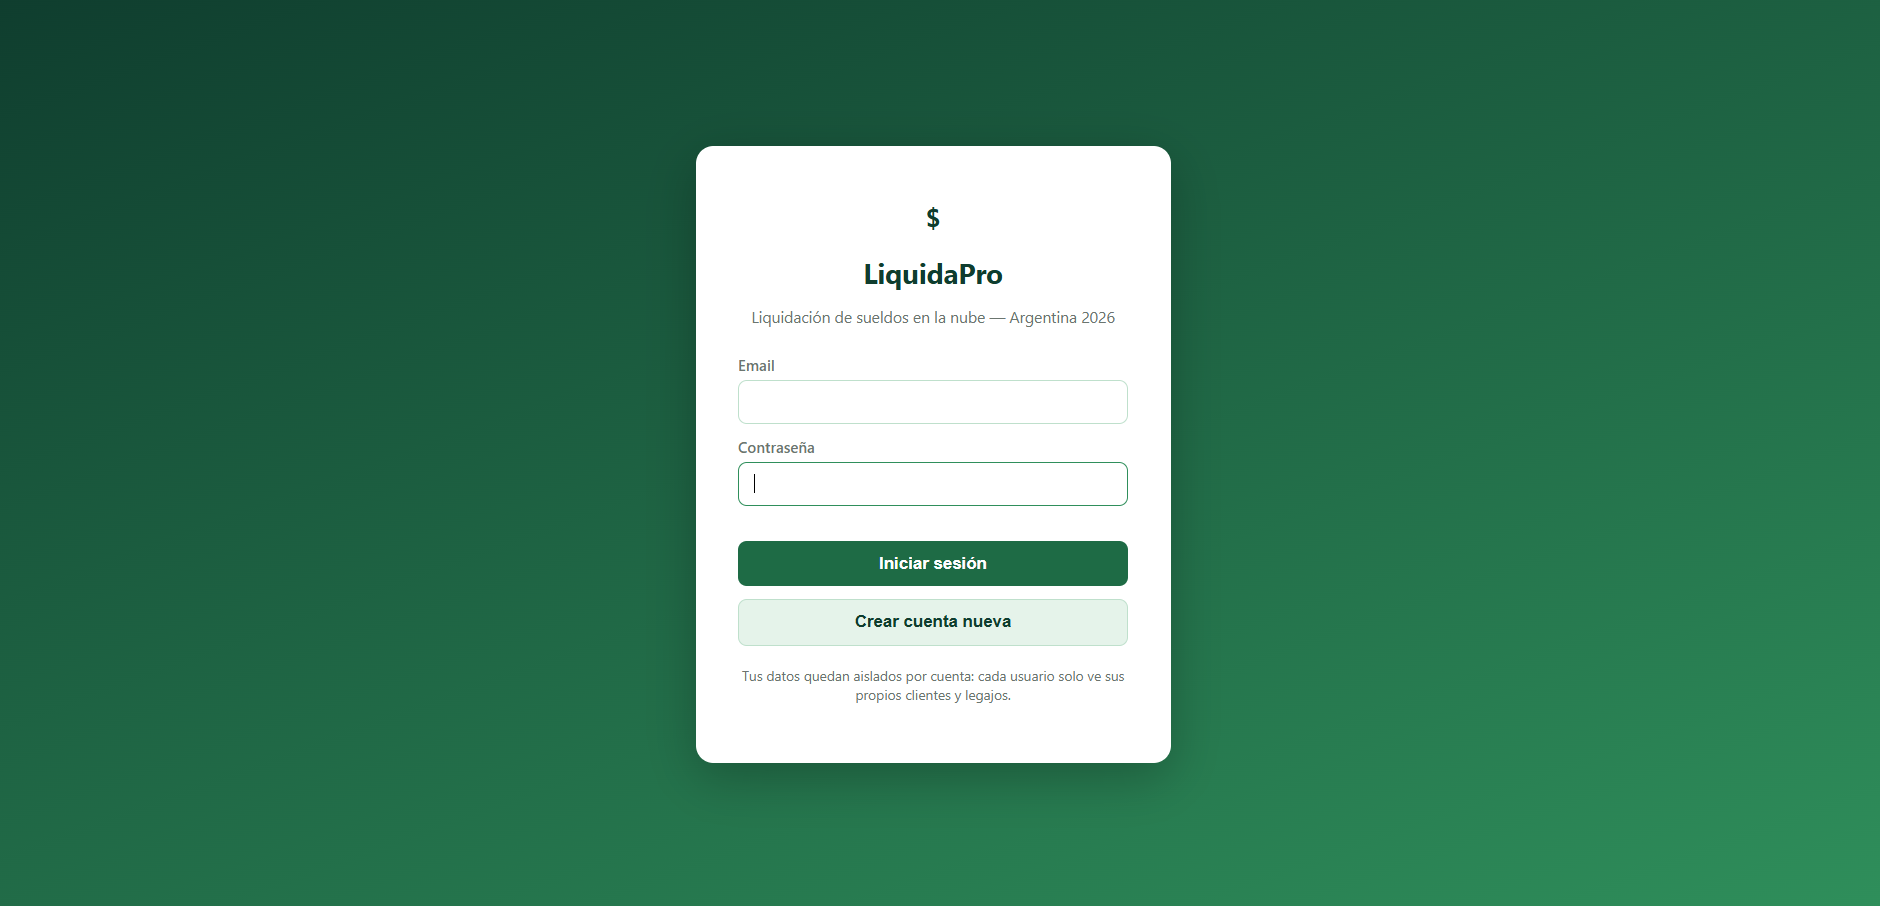 $
LiquidaPro
Liquidación de sueldos en la nube — Argentina 2026
Email
Contraseña
Iniciar sesión
Crear cuenta nueva
Tus datos quedan aislados por cuenta: cada usuario solo ve sus
propios clientes y legajos.